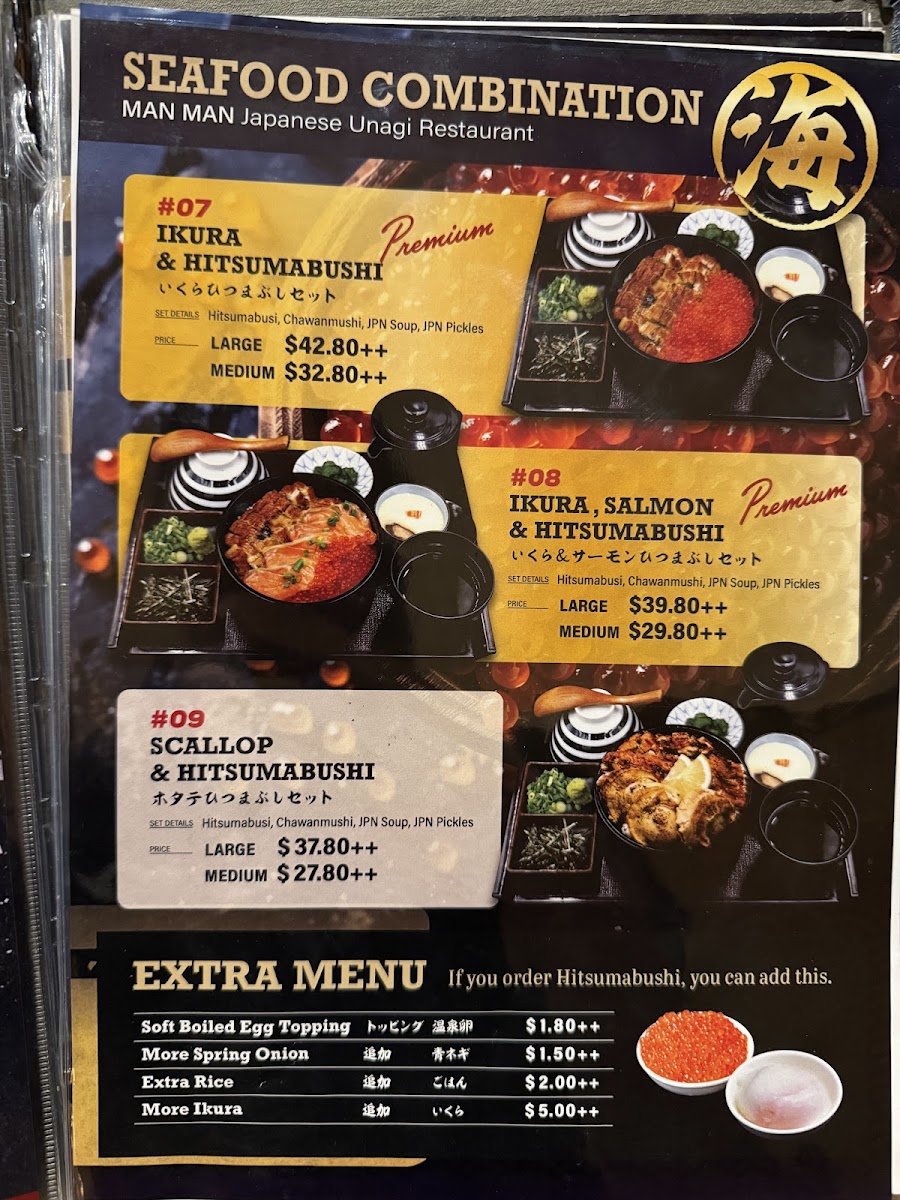 SEAFOOD COMBINATION
MAN MAN Japanese Unagi Restaurant
海
#07
IKURA
& HITSUMABUSHI
Premium
いくらひつまぶしセット
SET DETAILS Hitsumabusi, Chawanmushi, JPN Soup, JPN Pickles
PRICE LARGE $42.80++
MEDIUM $32.80++
#08
IKURA, SALMON
& HITSUMABUSHI
Premium
いくら&サーモンひつまぶしセット
SET DETAILS Hitsumabusi, Chawanmushi, JPN Soup, JPN Pickles
PRICE LARGE $39.80++
MEDIUM $29.80++
#09
SCALLOP
& HITSUMABUSHI
ホタテひつまぶしセット
SET DETAILS Hitsumabusi, Chawanmushi, JPN Soup, JPN Pickles
PRICE LARGE $37.80++
MEDIUM $27.80++
EXTRA MENU If you order Hitsumabushi, you can add this.
Soft Boiled Egg Topping トッピング 温泉卵 $1.80++
More Spring Onion 追加 青ネギ $1.50++
Extra Rice 追加 ごはん $2.00++
More Ikura 追加 いくら $5.00++